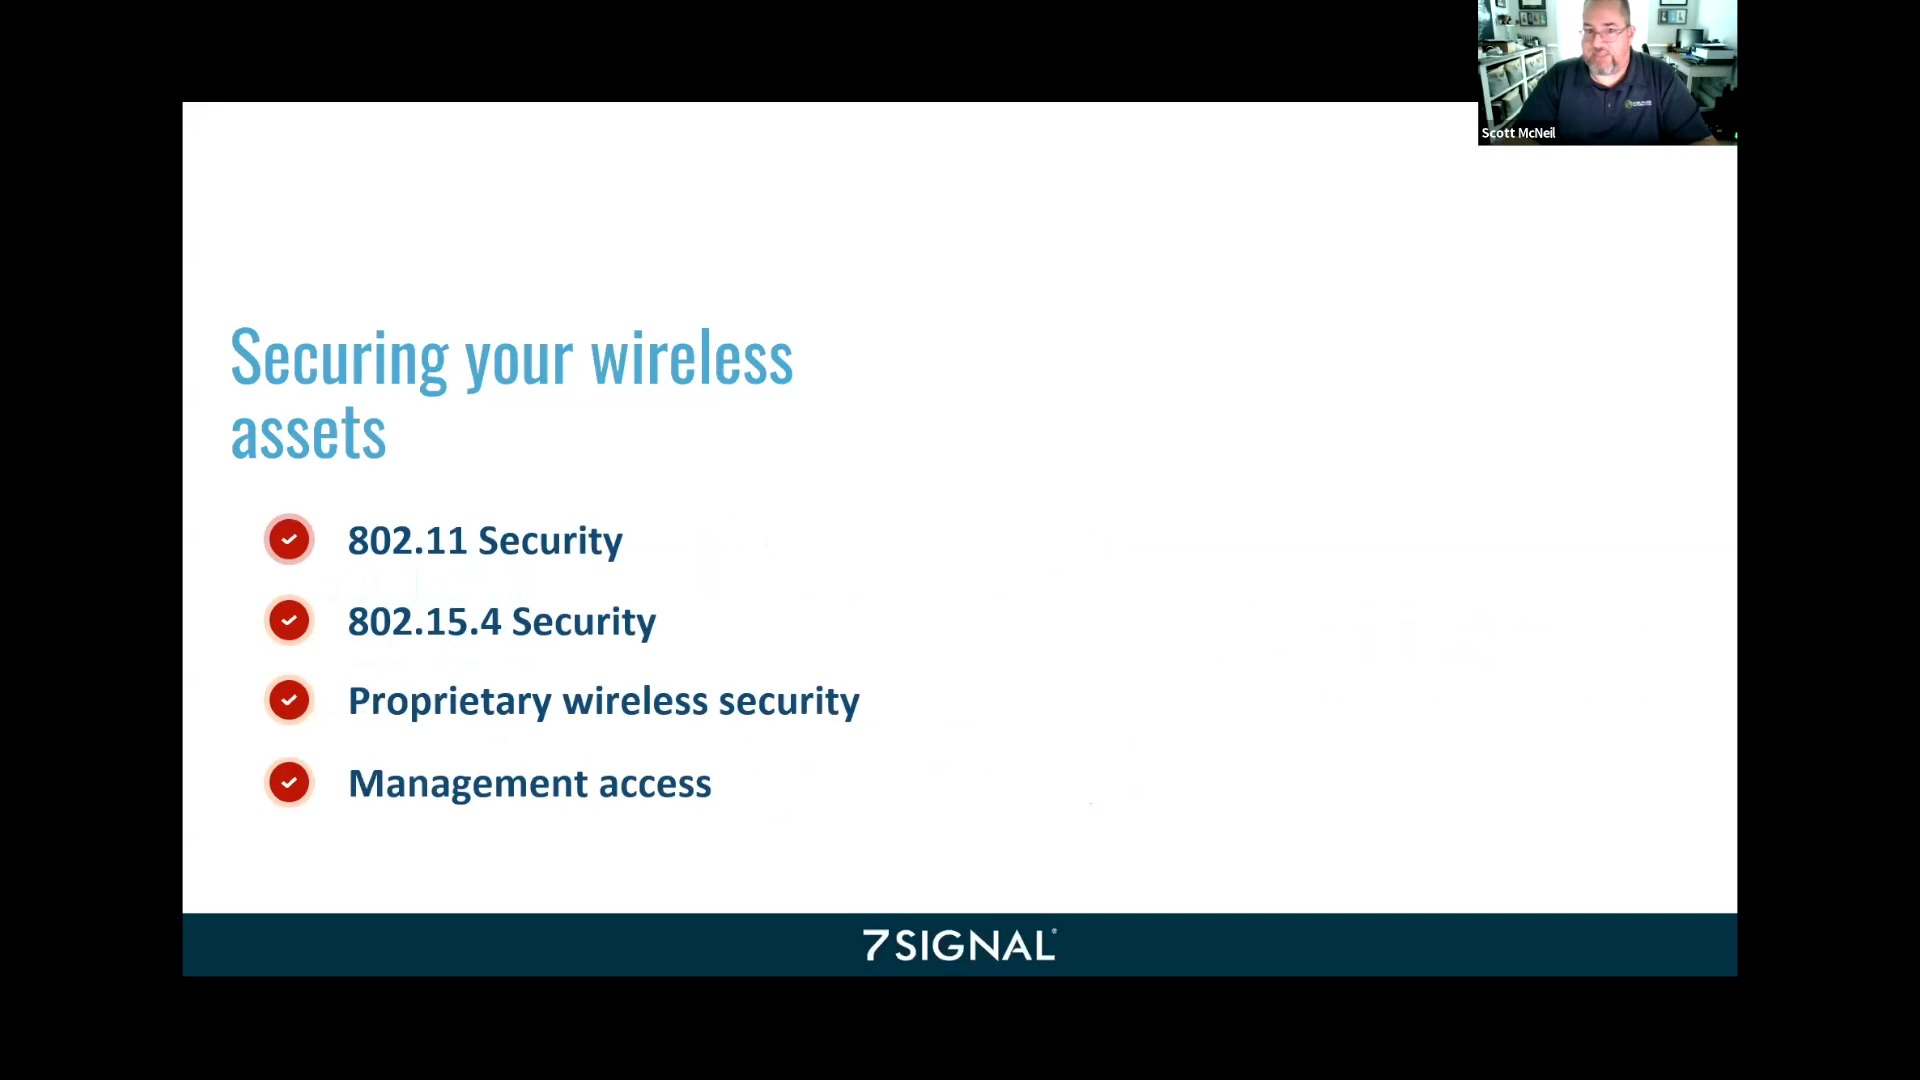 Scott McNeil
Securing your wireless
assets
802.11 Security
802.15.4 Security
Proprietary wireless security
Management access
7SIGNAL®